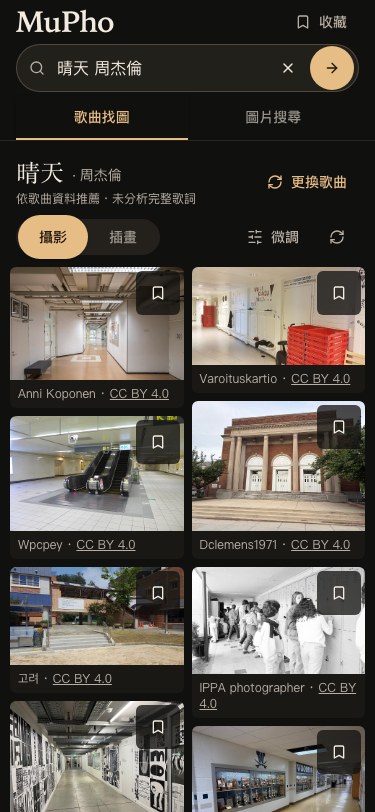 MuPho
收藏
晴天 周杰倫
歌曲找圖
圖片搜尋
晴天 · 周杰倫
更換歌曲
依歌曲資料推薦 · 未分析完整歌詞
攝影
插畫
微調
Anni Koponen · CC BY 4.0
Varoituskartio · CC BY 4.0
Wpcpey · CC BY 4.0
Dclemens1971 · CC BY 4.0
고려 · CC BY 4.0
IPPA photographer · CC BY
4.0